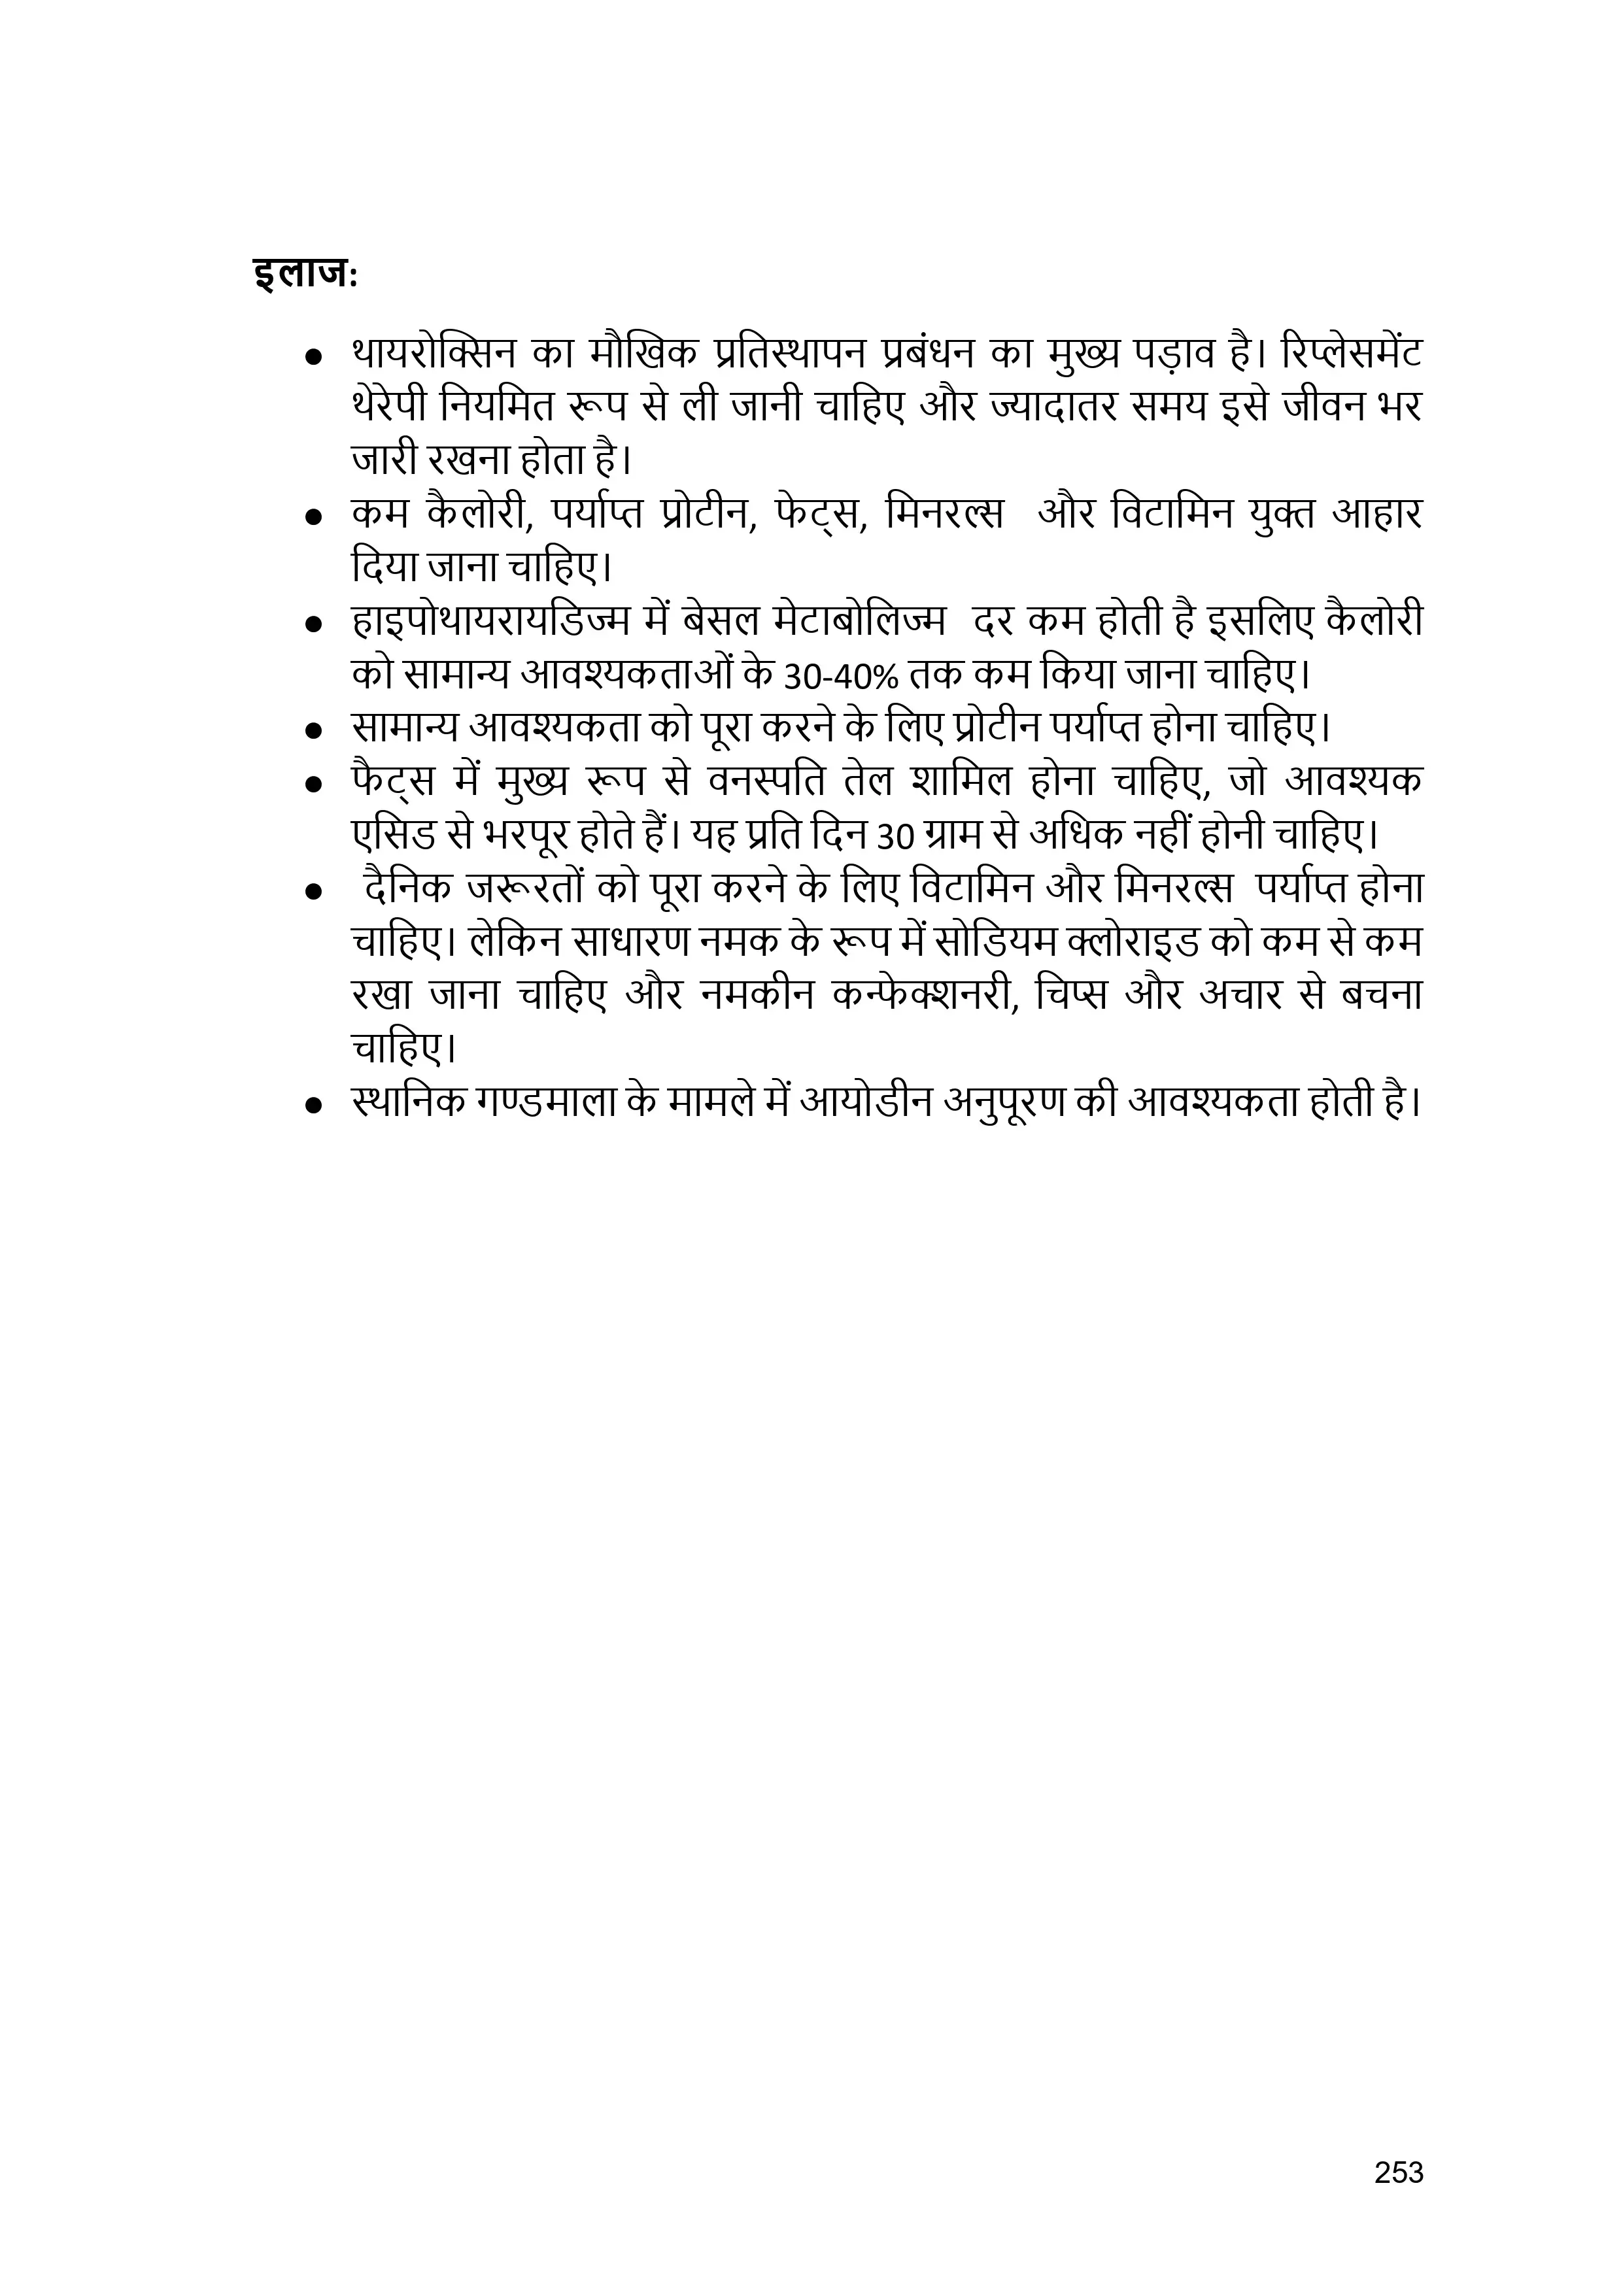 इलाज:
● थायरोक्सिन का मौखिक प्रतिस्थापन प्रबंधन का मुख्य पड़ाव है। रिप्लेसमेंट
थेरेपी नियमित रूप से ली जानी चाहिए और ज्यादातर समय इसे जीवन भर
जारी रखना होता है।
● कम कैलोरी, पर्याप्त प्रोटीन, फेट्स, मिनरल्स और विटामिन युक्त आहार
दिया जाना चाहिए।
● हाइपोथायरायडिज्म में बेसल मेटाबोलिज्म दर कम होती है इसलिए कैलोरी
को सामान्य आवश्यकताओं के 30-40% तक कम किया जाना चाहिए।
● सामान्य आवश्यकता को पूरा करने के लिए प्रोटीन पर्याप्त होना चाहिए।
● फैट्स में मुख्य रूप से वनस्पति तेल शामिल होना चाहिए, जो आवश्यक
एसिड से भरपूर होते हैं। यह प्रति दिन 30 ग्राम से अधिक नहीं होनी चाहिए।
● दैनिक जरूरतों को पूरा करने के लिए विटामिन और मिनरल्स पर्याप्त होना
चाहिए। लेकिन साधारण नमक के रूप में सोडियम क्लोराइड को कम से कम
रखा जाना चाहिए और नमकीन कन्फेक्शनरी, चिप्स और अचार से बचना
चाहिए।
● स्थानिक गण्डमाला के मामले में आयोडीन अनुपूरण की आवश्यकता होती है।
253